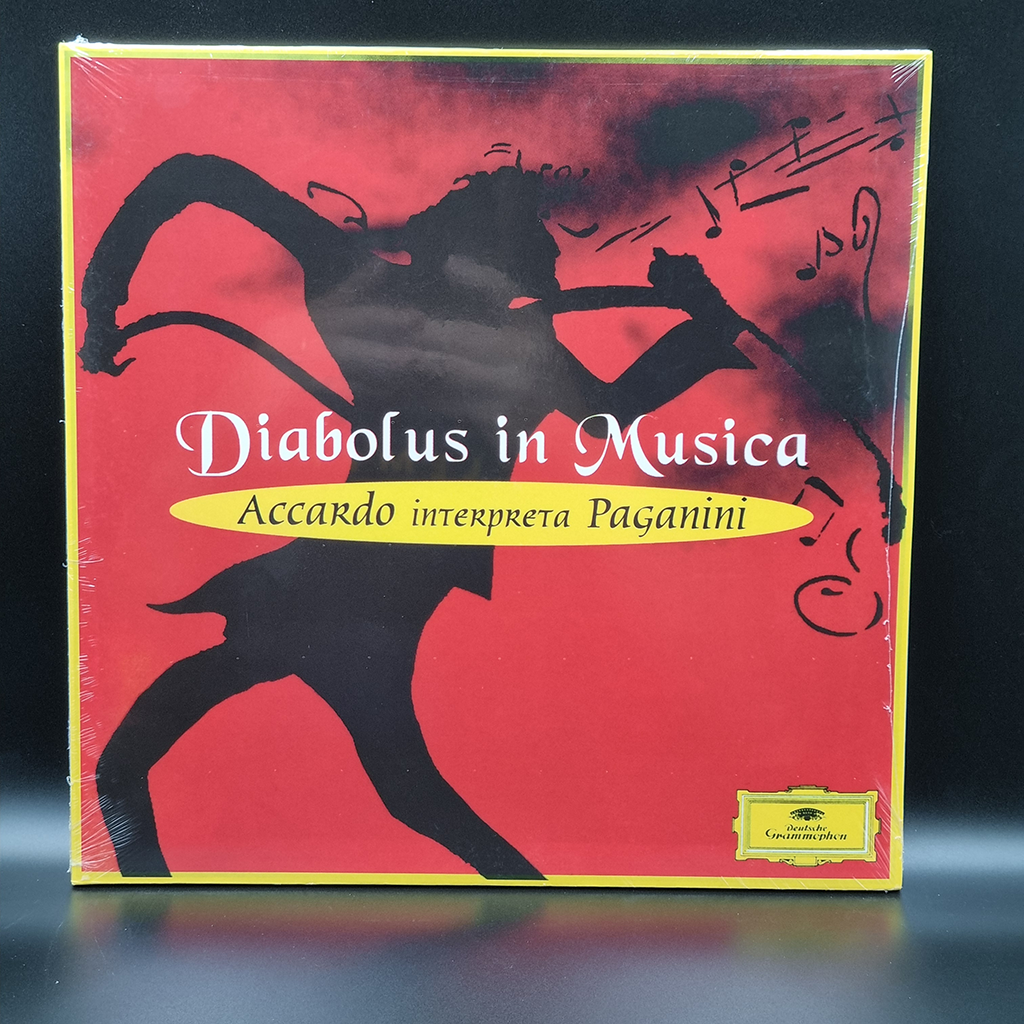 Diabolus in Musica
Accardo interpreta Paganini
Deutsche
Grammophon